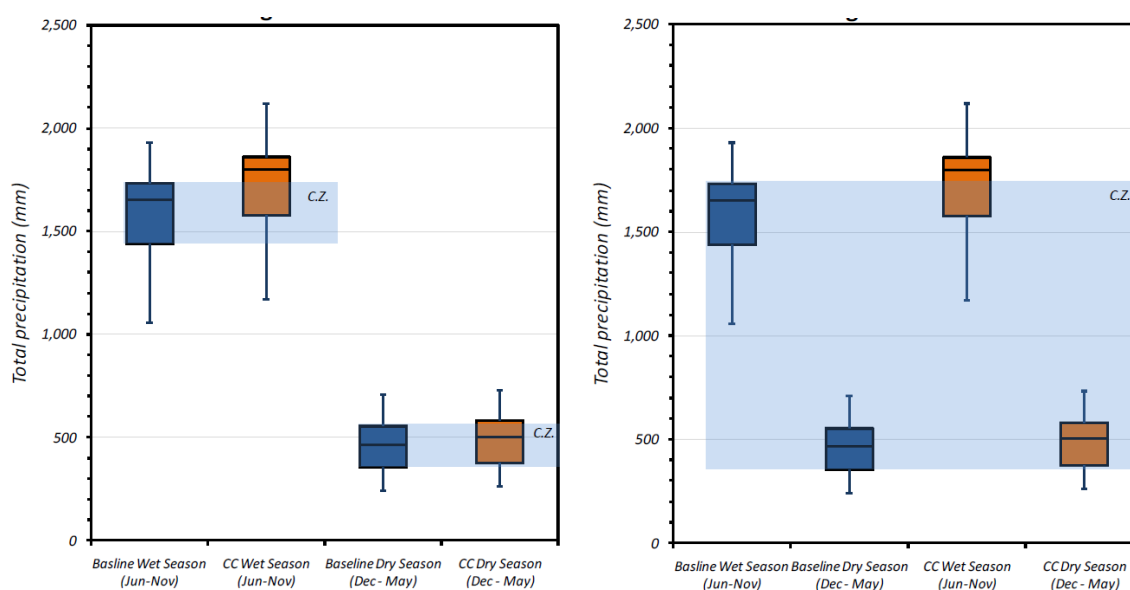 2,500
2,000
1,500
1,000
500
0
Total precipitation (mm)
C.Z.
C.Z.
Basline Wet Season
(Jun-Nov)
CC Wet Season
(Jun-Nov)
Baseline Dry Season
(Dec - May)
CC Dry Season
(Dec - May)
2,500
2,000
1,500
1,000
500
0
Total precipitation (mm)
C.Z.
Basline Wet Season
(Jun-Nov)
Baseline Dry Season
(Dec - May)
CC Wet Season
(Jun-Nov)
CC Dry Season
(Dec - May)